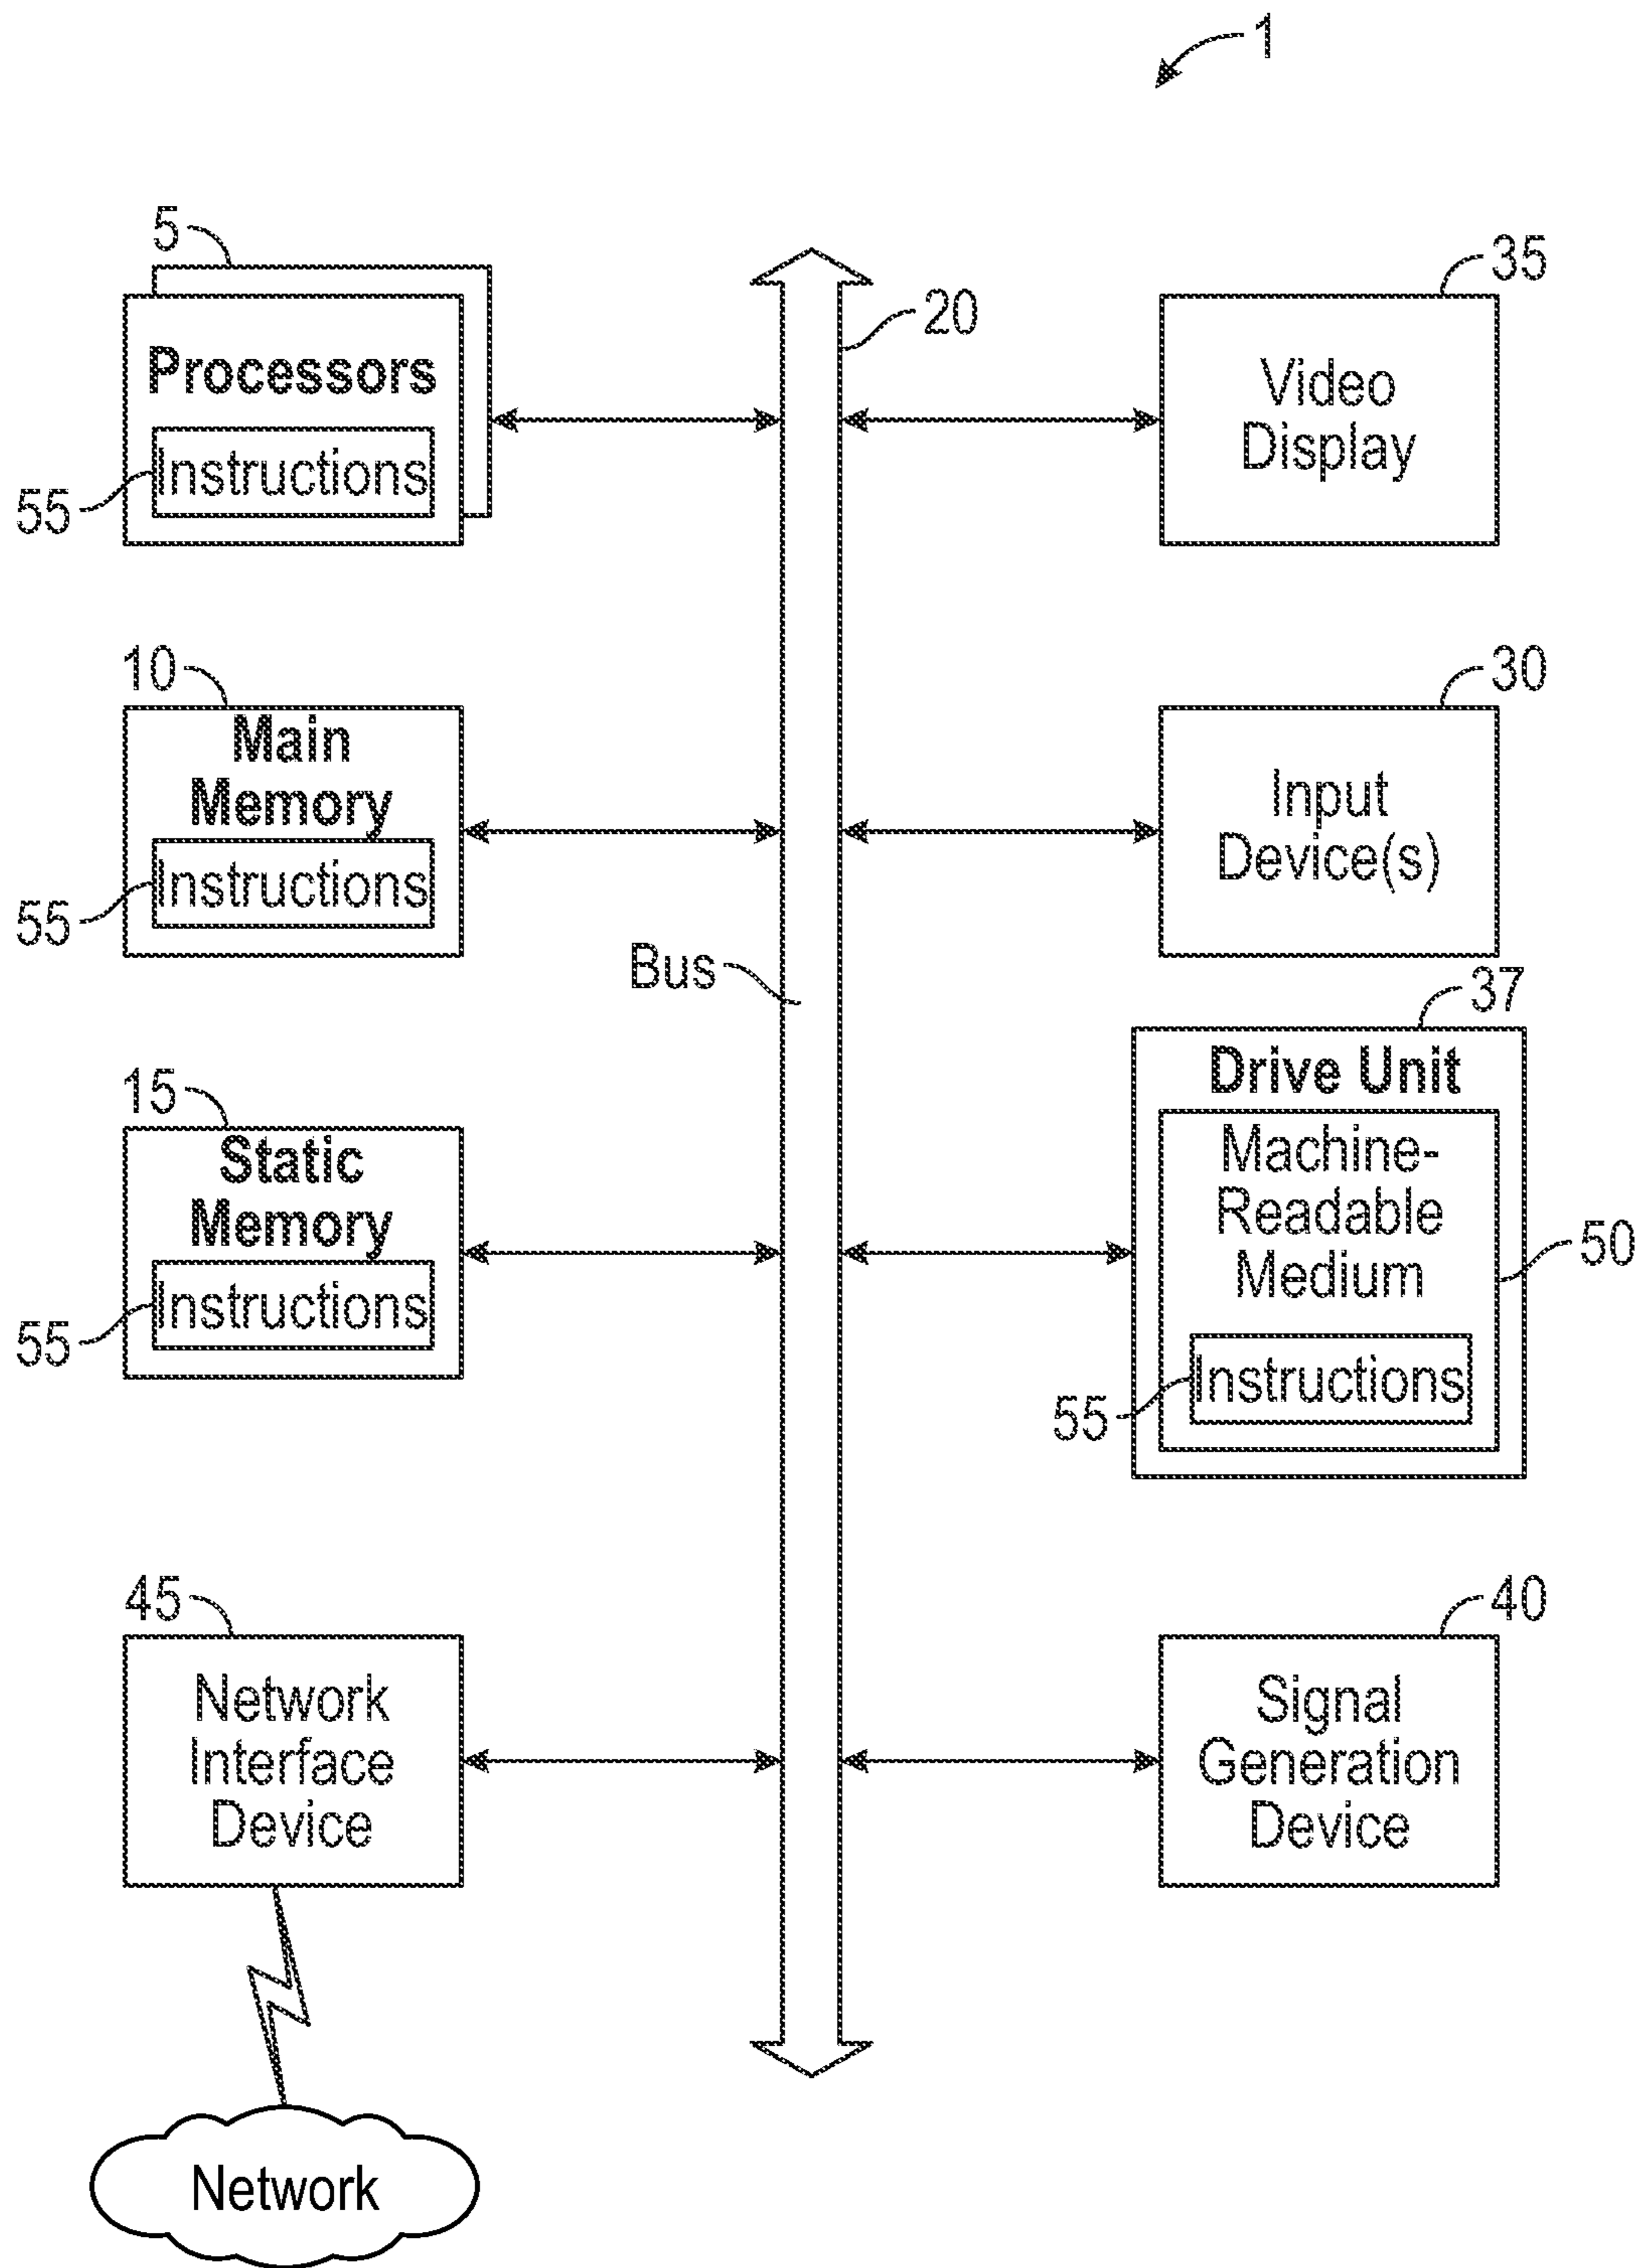 1
5
Processors
Instructions
55
20
35
Video
Display
10
Main
Memory
Instructions
55
30
Input
Device(s)
Bus
15
Static
Memory
Instructions
55
37
Drive Unit
Machine-
Readable
Medium
50
Instructions
55
45
Network
Interface
Device
40
Signal
Generation
Device
Network